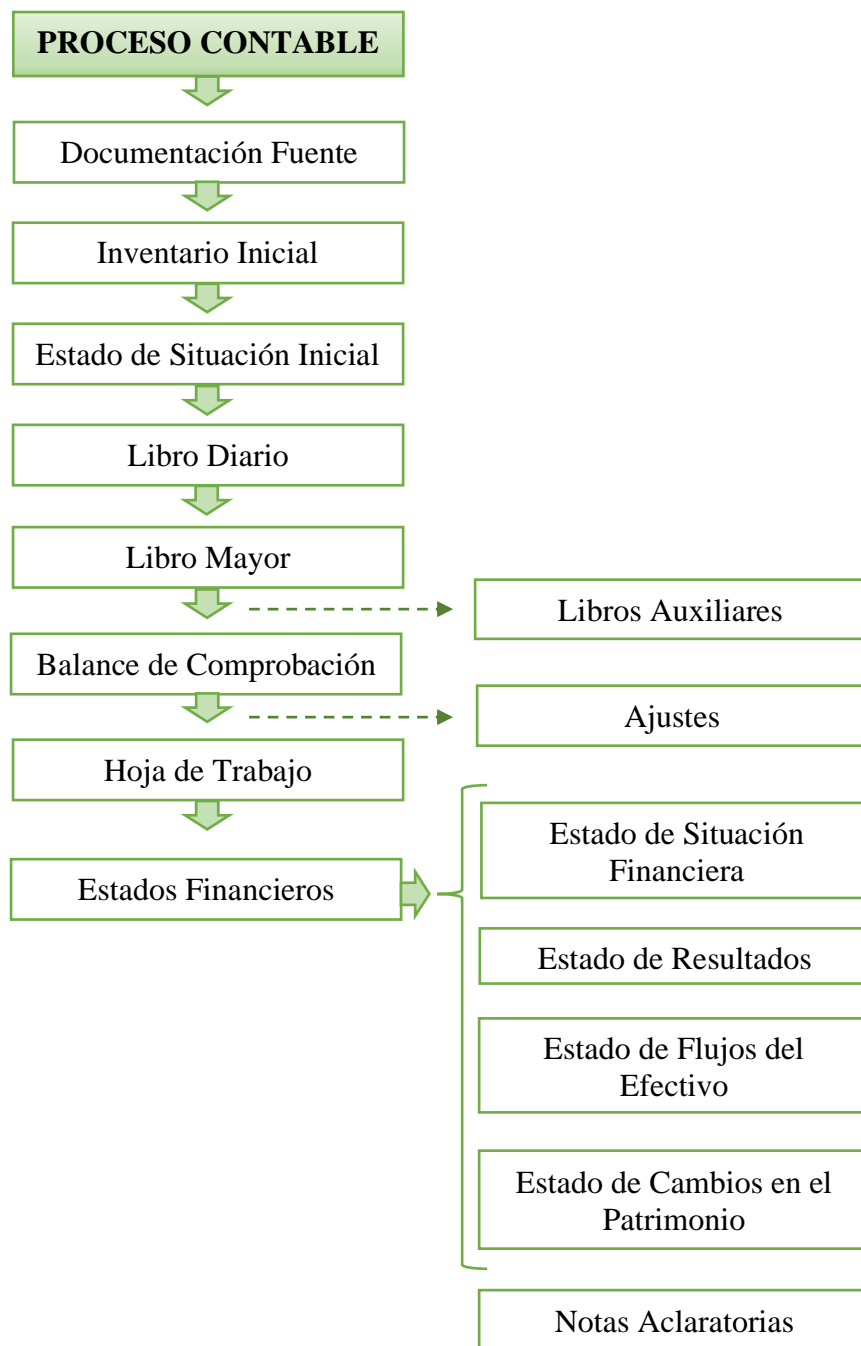 PROCESO CONTABLE
Documentación Fuente
Inventario Inicial
Estado de Situación Inicial
Libro Diario
Libro Mayor
Libros Auxiliares
Balance de Comprobación
Ajustes
Hoja de Trabajo
Estados Financieros
Estado de Situación
Financiera
Estado de Resultados
Estado de Flujos del
Efectivo
Estado de Cambios en el
Patrimonio
Notas Aclaratorias